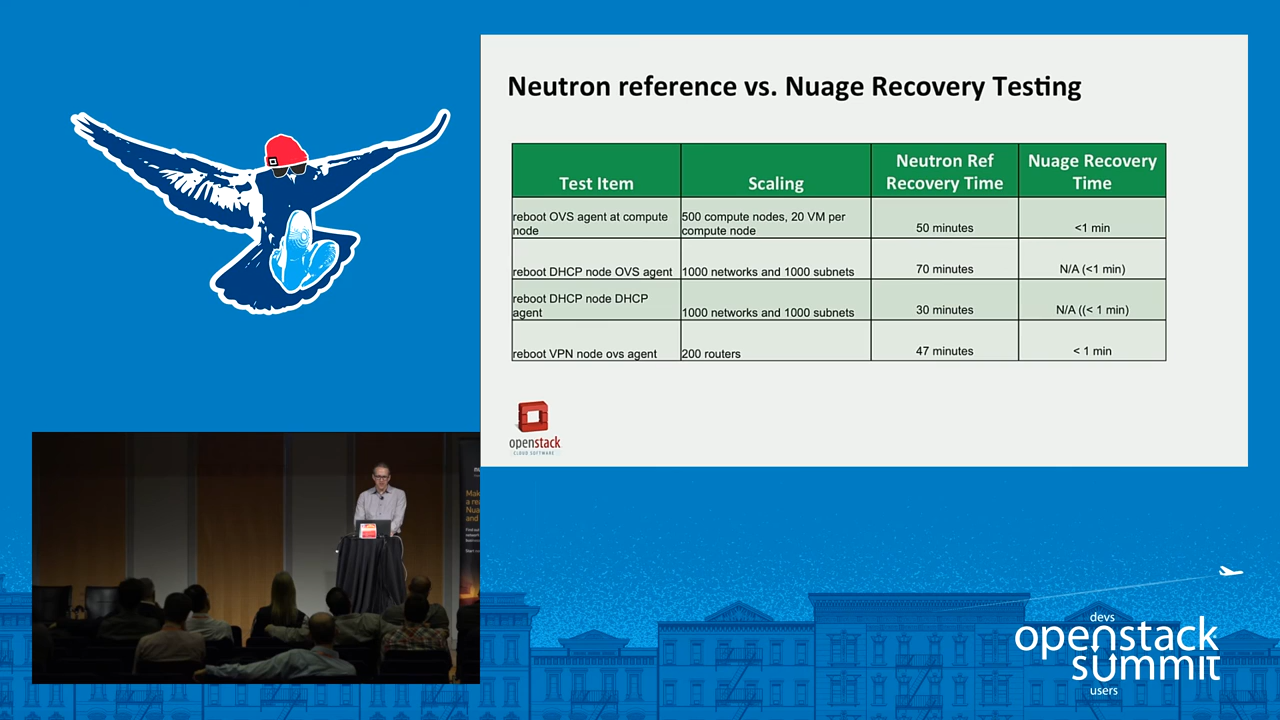 Neutron reference vs. Nuage Recovery Testing
Test Item
Scaling
Neutron Ref
Recovery Time
Nuage Recovery
Time
reboot OVS agent at compute
node
500 compute nodes, 20 VM per
compute node
50 minutes
<1 min
reboot DHCP node OVS agent
1000 networks and 1000 subnets
70 minutes
N/A (<1 min)
reboot DHCP node DHCP
agent
1000 networks and 1000 subnets
30 minutes
N/A ((< 1 min)
reboot VPN node ovs agent
200 routers
47 minutes
< 1 min
openstack
CLOUD SOFTWARE
Mak
a re
Nua
and
devs
openstack
summit
users